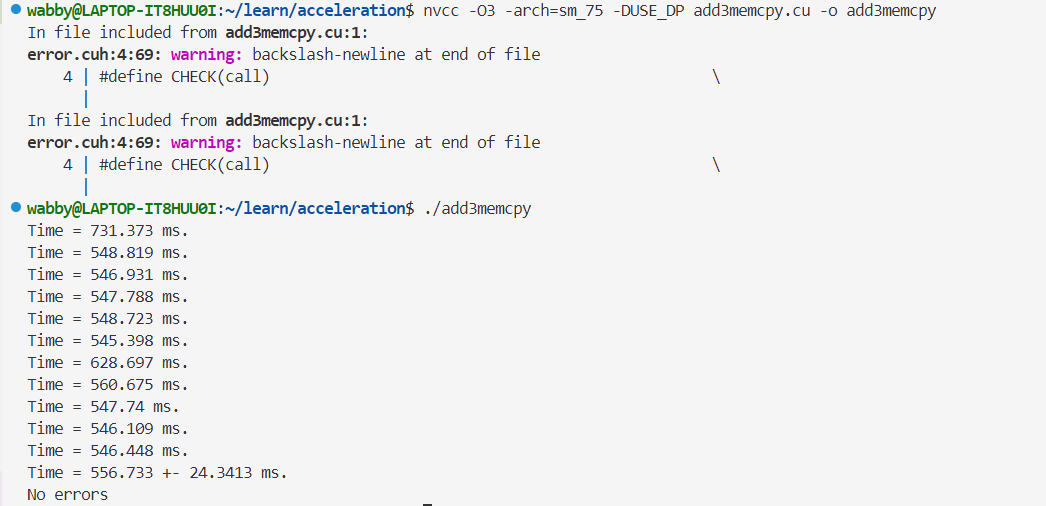 wabby@LAPTOP-IT8HUU0I:~/learn/acceleration$ nvcc -O3 -arch=sm_75 -DUSE_DP add3memcpy.cu -o add3memcpy
In file included from add3memcpy.cu:1:
error.cuh:4:69: warning: backslash-newline at end of file
    4 | #define CHECK(call)                                                 \
      |
In file included from add3memcpy.cu:1:
error.cuh:4:69: warning: backslash-newline at end of file
    4 | #define CHECK(call)                                                 \
      |
wabby@LAPTOP-IT8HUU0I:~/learn/acceleration$ ./add3memcpy
Time = 731.373 ms.
Time = 548.819 ms.
Time = 546.931 ms.
Time = 547.788 ms.
Time = 548.723 ms.
Time = 545.398 ms.
Time = 628.697 ms.
Time = 560.675 ms.
Time = 547.74 ms.
Time = 546.109 ms.
Time = 546.448 ms.
Time = 556.733 +- 24.3413 ms.
No errors